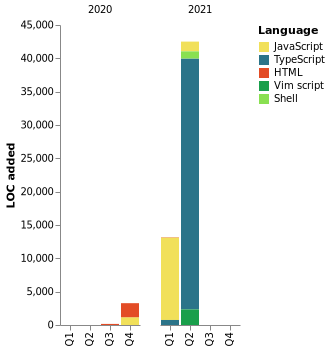 2020
2021
Language
JavaScript
TypeScript
HTML
Vim script
Shell
LOC added
45,000
40,000
35,000
30,000
25,000
20,000
15,000
10,000
5,000
0
Q1
Q2
Q3
Q4
Q1
Q2
Q3
Q4